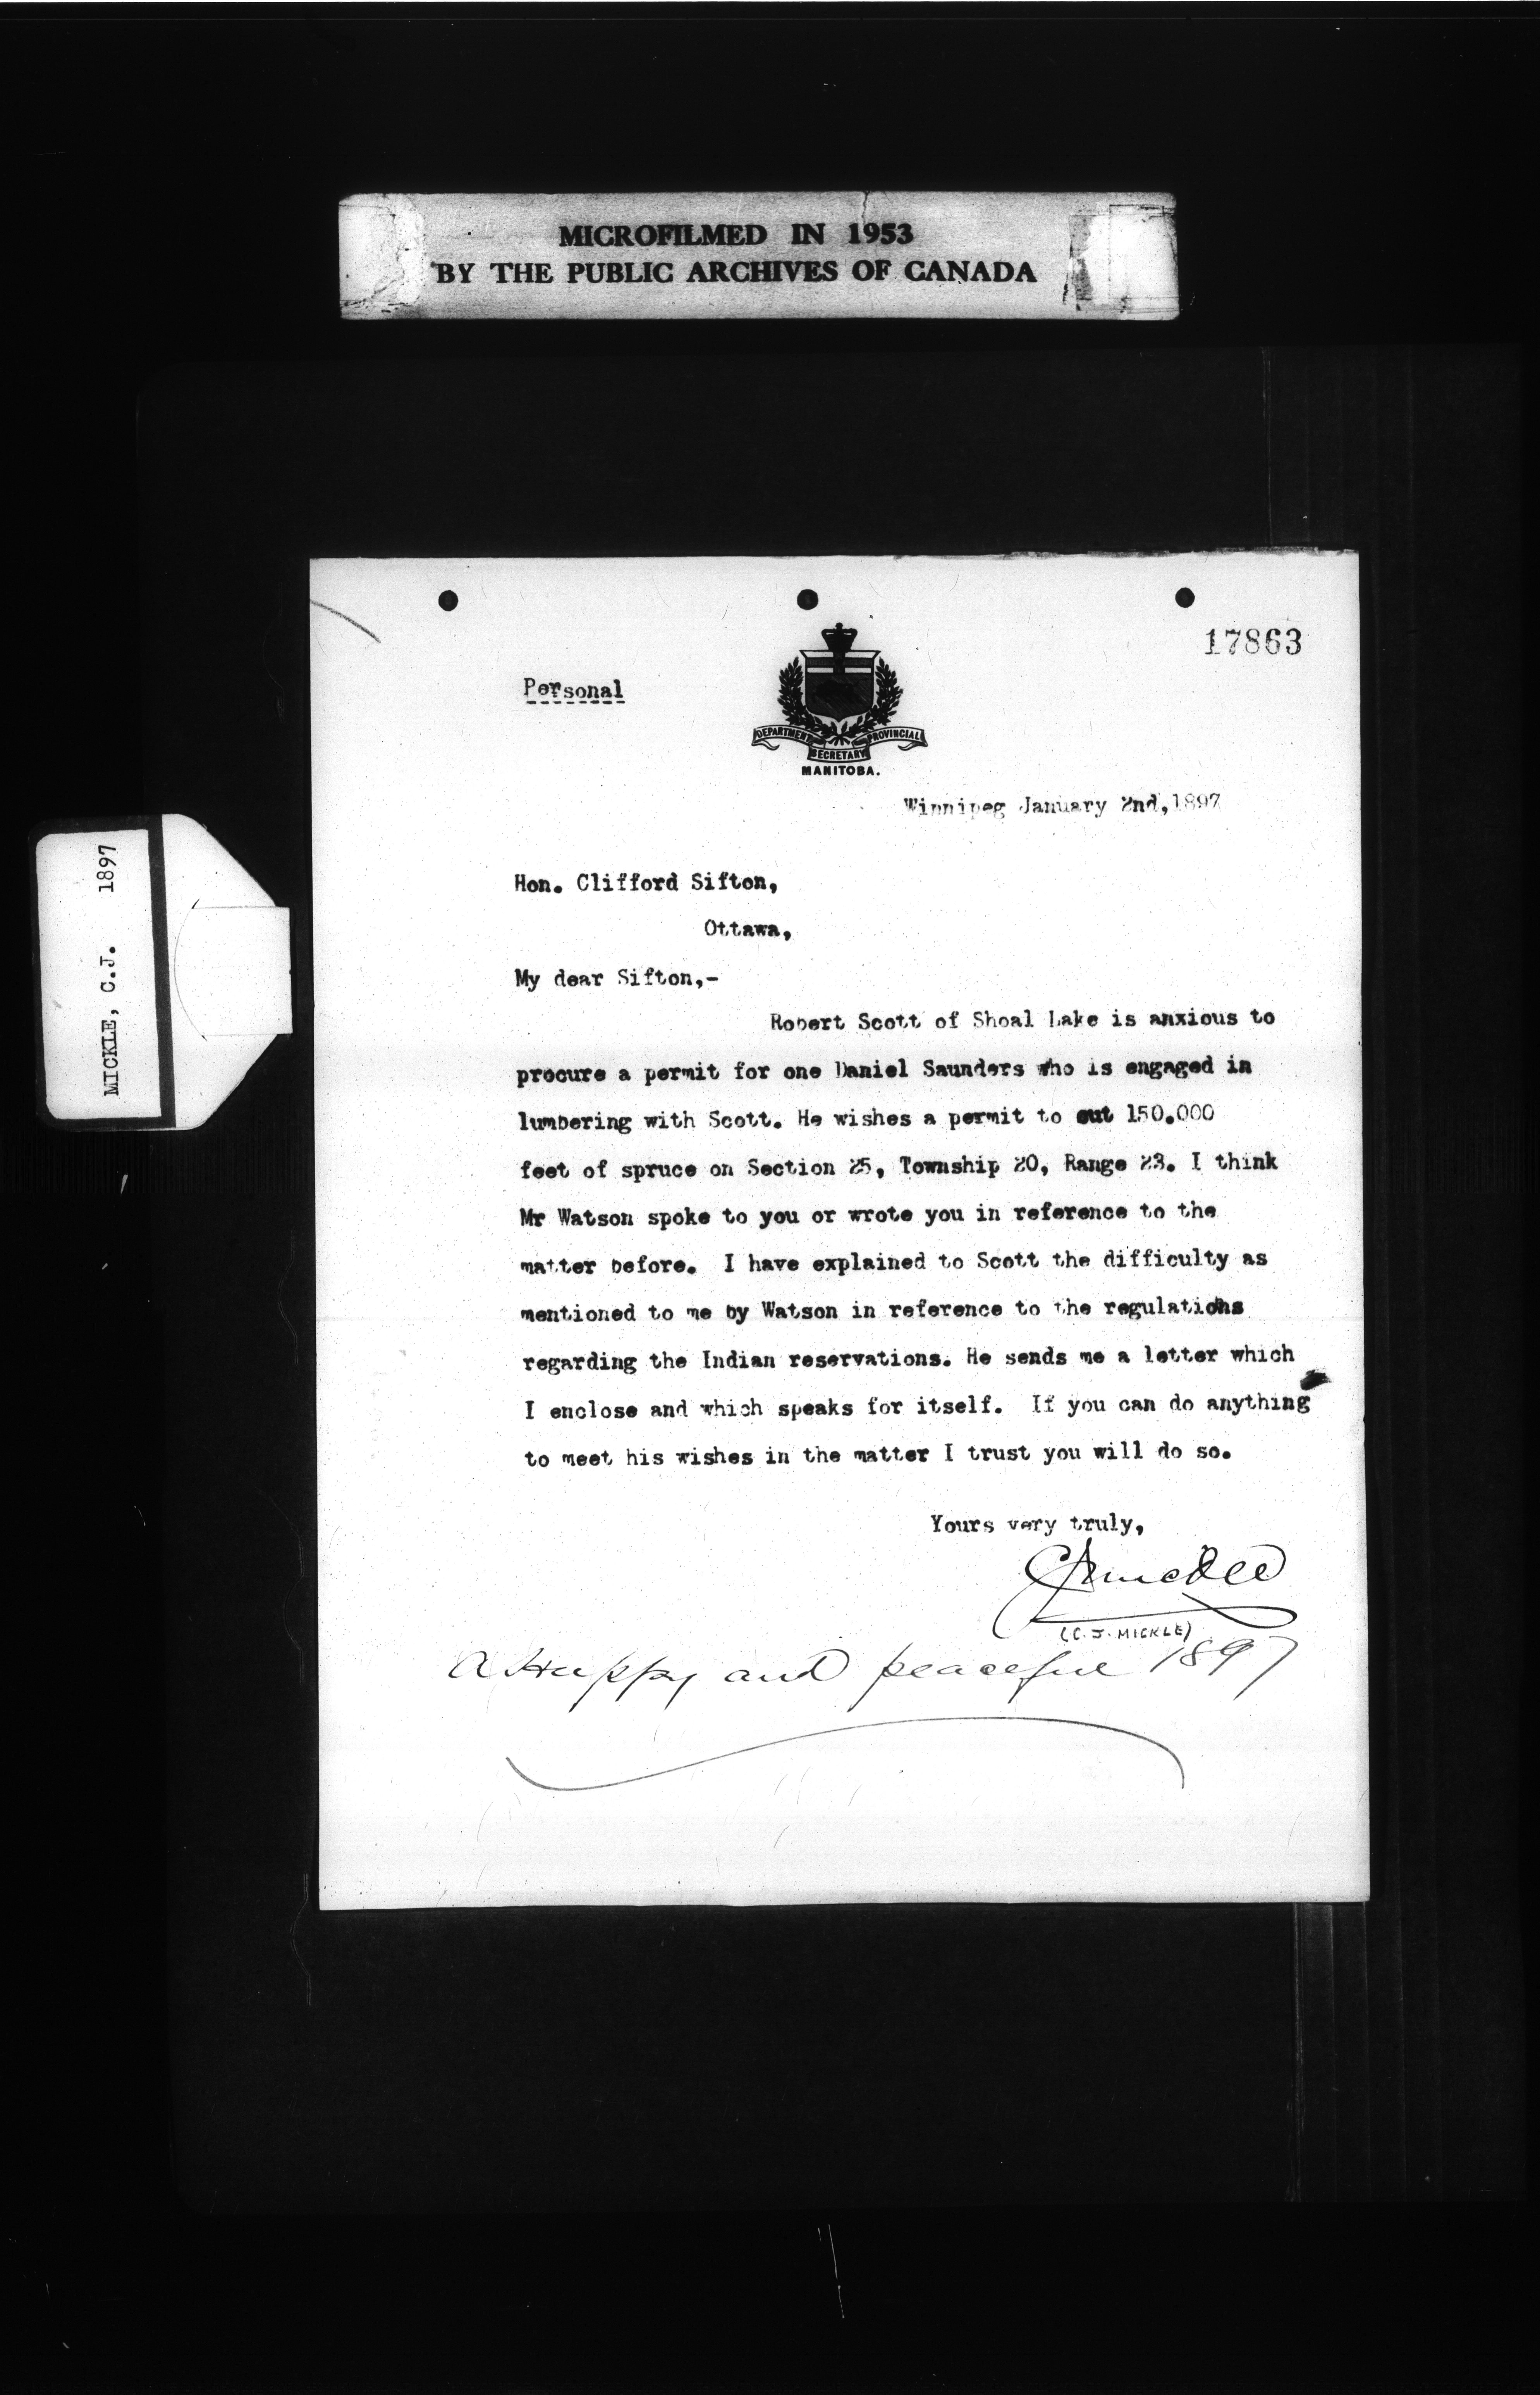 MICROFILMED IN 1953
BY THE PUBLIC ARCHIVES OF CANADA
MICKLE, C.J. 1897
17863
Personal
DEPARTMENT PROVINCIAL
SECRETARY
MANITOBA.
Winnipeg January 2nd, 1897
Hon. Clifford Sifton,
Ottawa,
My dear Sifton,-
Robert Scott of Shoal Lake is anxious to
procure a permit for one Daniel Saunders who is engaged in
lumbering with Scott. He wishes a permit to cut 150.000
feet of spruce on Section 25, Township 20, Range 23. I think
Mr Watson spoke to you or wrote you in reference to the
matter before. I have explained to Scott the difficulty as
mentioned to me by Watson in reference to the regulations
regarding the Indian reservations. He sends me a letter which
I enclose and which speaks for itself. If you can do anything
to meet his wishes in the matter I trust you will do so.
Yours very truly,
CJMickle
(C. J. MICKLE)
A Happy and peaceful 1897